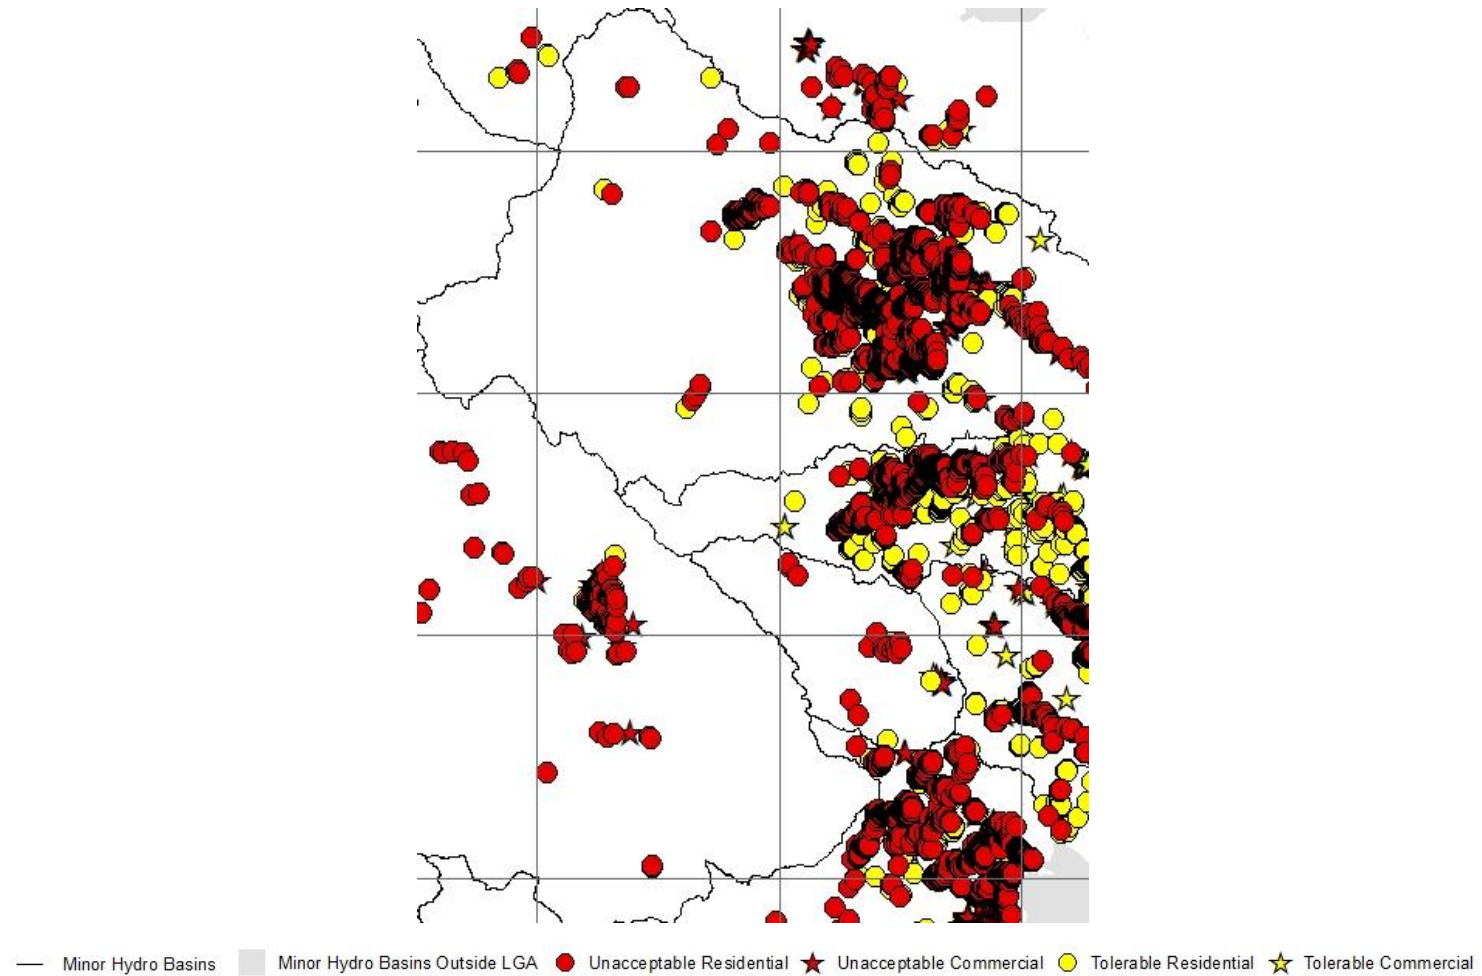 Minor Hydro Basins Minor Hydro Basins Outside LGA Unacceptable Residential Unacceptable Commercial Tolerable Residential Tolerable Commercial